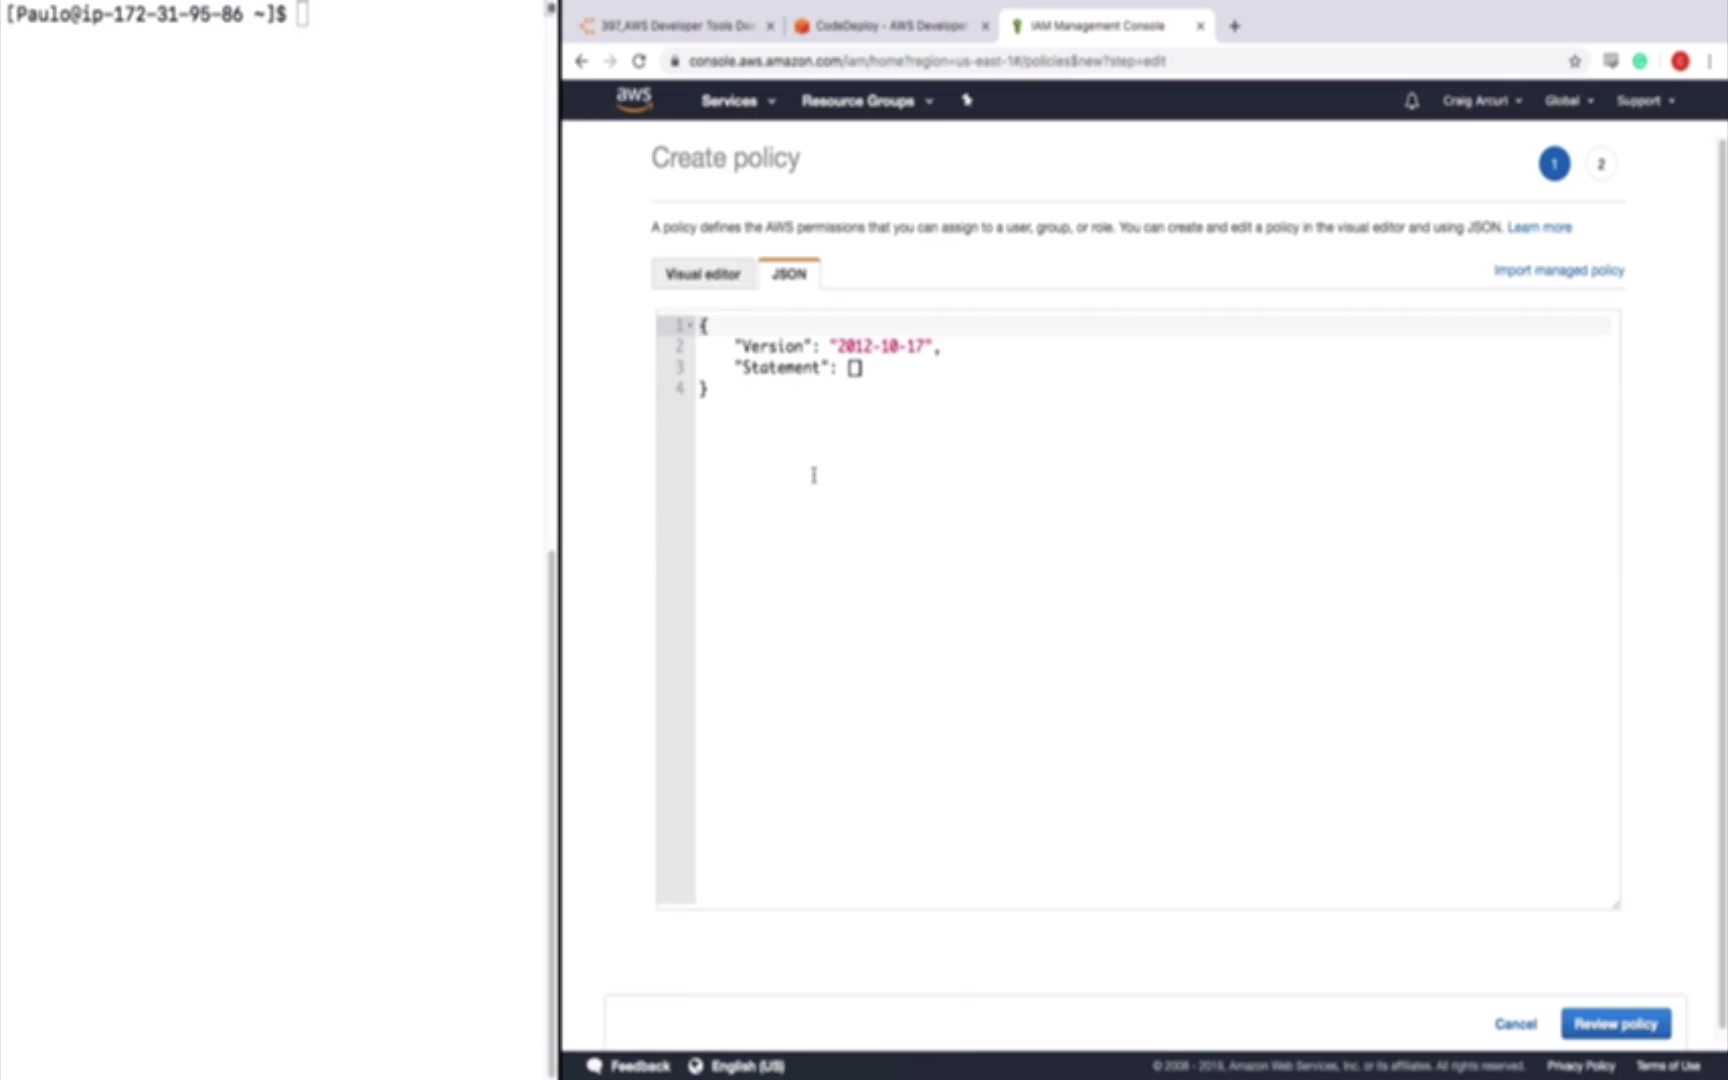 [Paulo@ip-172-31-95-86 ~]$
397_AWS Developer Tools De
CodeDeploy - AWS Developer
IAM Management Console
console.aws.amazon.com/iam/home?region=us-east-1#/policies$new?step=edit
aws
Services
Resource Groups
Craig Arcuri
Global
Support
Create policy
1
2
A policy defines the AWS permissions that you can assign to a user, group, or role. You can create and edit a policy in the visual editor and using JSON. Learn more
Visual editor
JSON
Import managed policy
1 {
2 "Version": "2012-10-17",
3 "Statement": []
4 }
Cancel
Review policy
Feedback
English (US)
© 2008 - 2019, Amazon Web Services, Inc. or its affiliates. All rights reserved.
Privacy Policy
Terms of Use